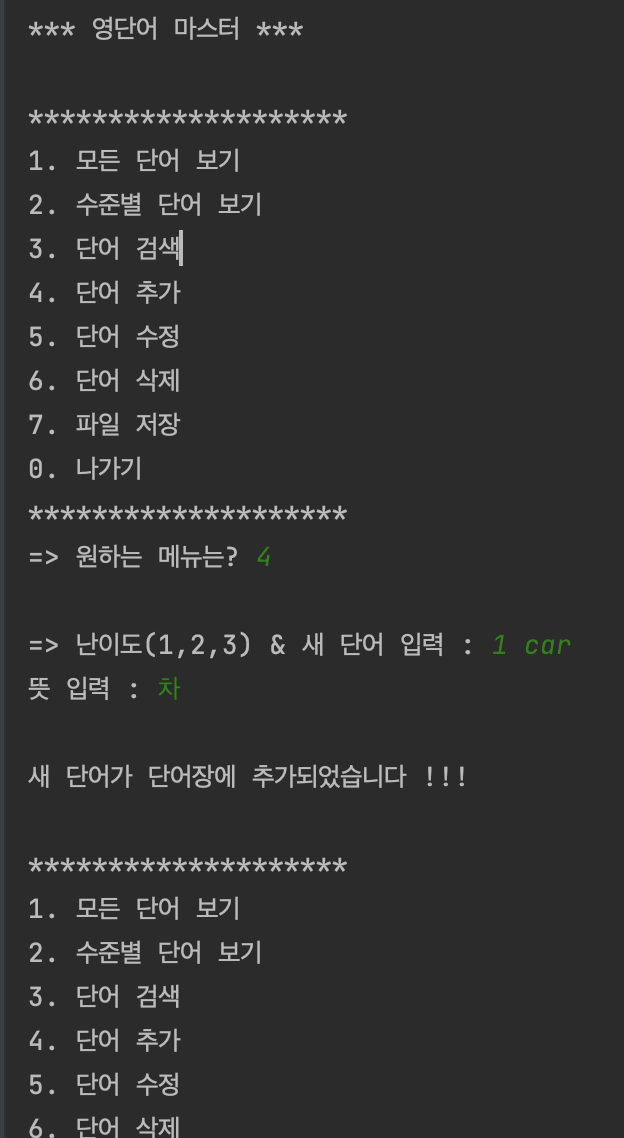 *** 영단어 마스터 ***
********************
1. 모든 단어 보기
2. 수준별 단어 보기
3. 단어 검색
4. 단어 추가
5. 단어 수정
6. 단어 삭제
7. 파일 저장
0. 나가기
********************
=> 원하는 메뉴는? 4
=> 난이도(1,2,3) & 새 단어 입력 : 1 car
뜻 입력 : 차
새 단어가 단어장에 추가되었습니다 !!!
********************
1. 모든 단어 보기
2. 수준별 단어 보기
3. 단어 검색
4. 단어 추가
5. 단어 수정
6. 단어 삭제